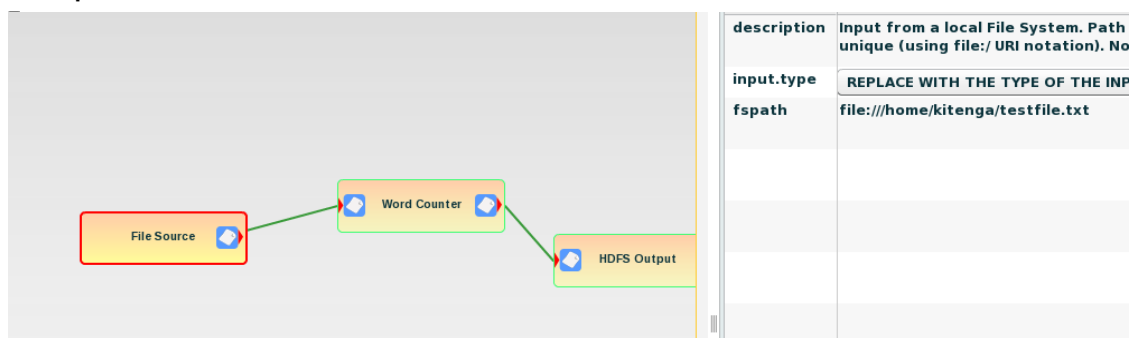 description Input from a local File System. Path
unique (using file:/ URI notation). No
input.type REPLACE WITH THE TYPE OF THE INP
fspath file:///home/kitenga/testfile.txt
Word Counter
File Source
HDFS Output